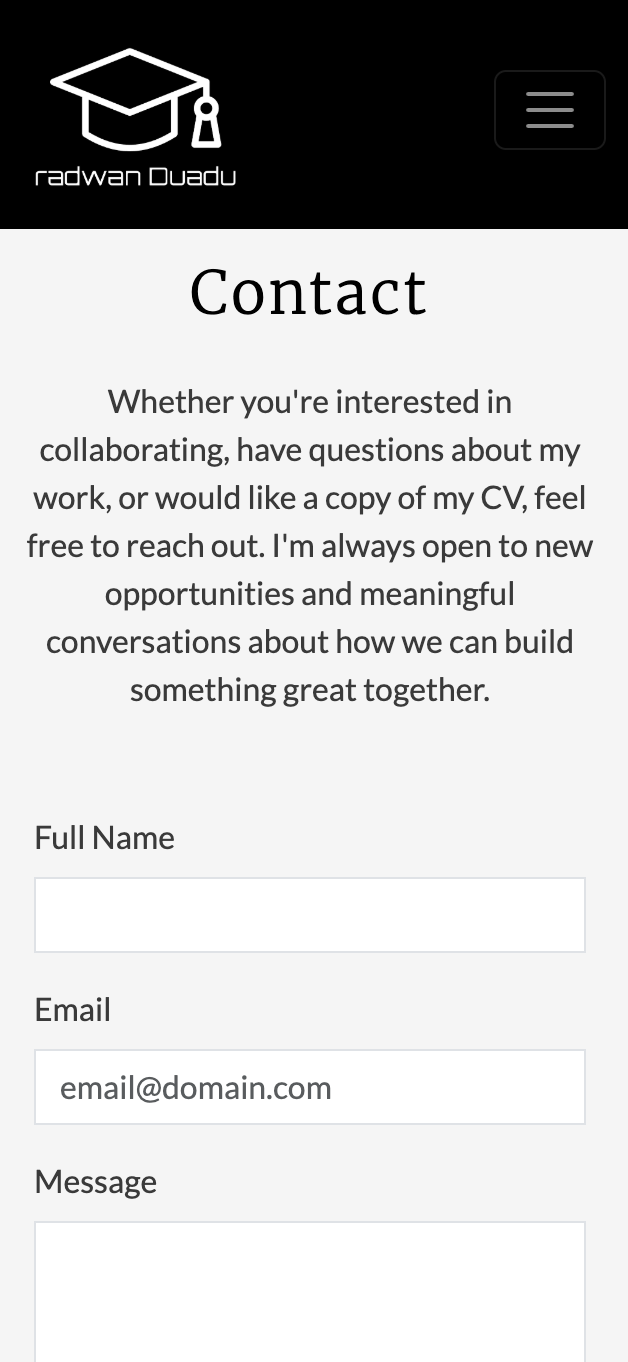 radwan Duadu
Contact
Whether you're interested in
collaborating, have questions about my
work, or would like a copy of my CV, feel
free to reach out. I'm always open to new
opportunities and meaningful
conversations about how we can build
something great together.
Full Name
Email
email@domain.com
Message